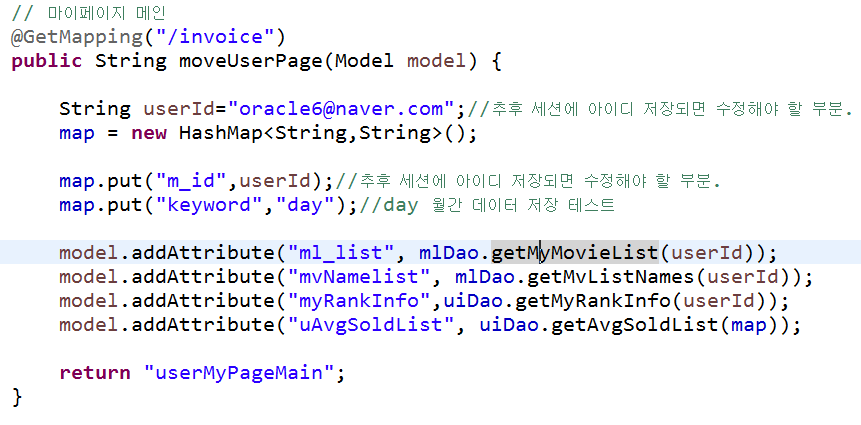 // 마이페이지 메인
@GetMapping("/invoice")
public String moveUserPage(Model model) {
String userId="oracle6@naver.com";//추후 세션에 아이디 저장되면 수정해야 할 부분.
map = new HashMap<String,String>();
map.put("m_id",userId);//추후 세션에 아이디 저장되면 수정해야 할 부분.
map.put("keyword","day");//day 월간 데이터 저장 테스트
model.addAttribute("ml_list", mlDao.getMyMovieList(userId));
model.addAttribute("mvNamelist", mlDao.getMvListNames(userId));
model.addAttribute("myRankInfo",uiDao.getMyRankInfo(userId));
model.addAttribute("uAvgSoldList", uiDao.getAvgSoldList(map));
return "userMyPageMain";
}